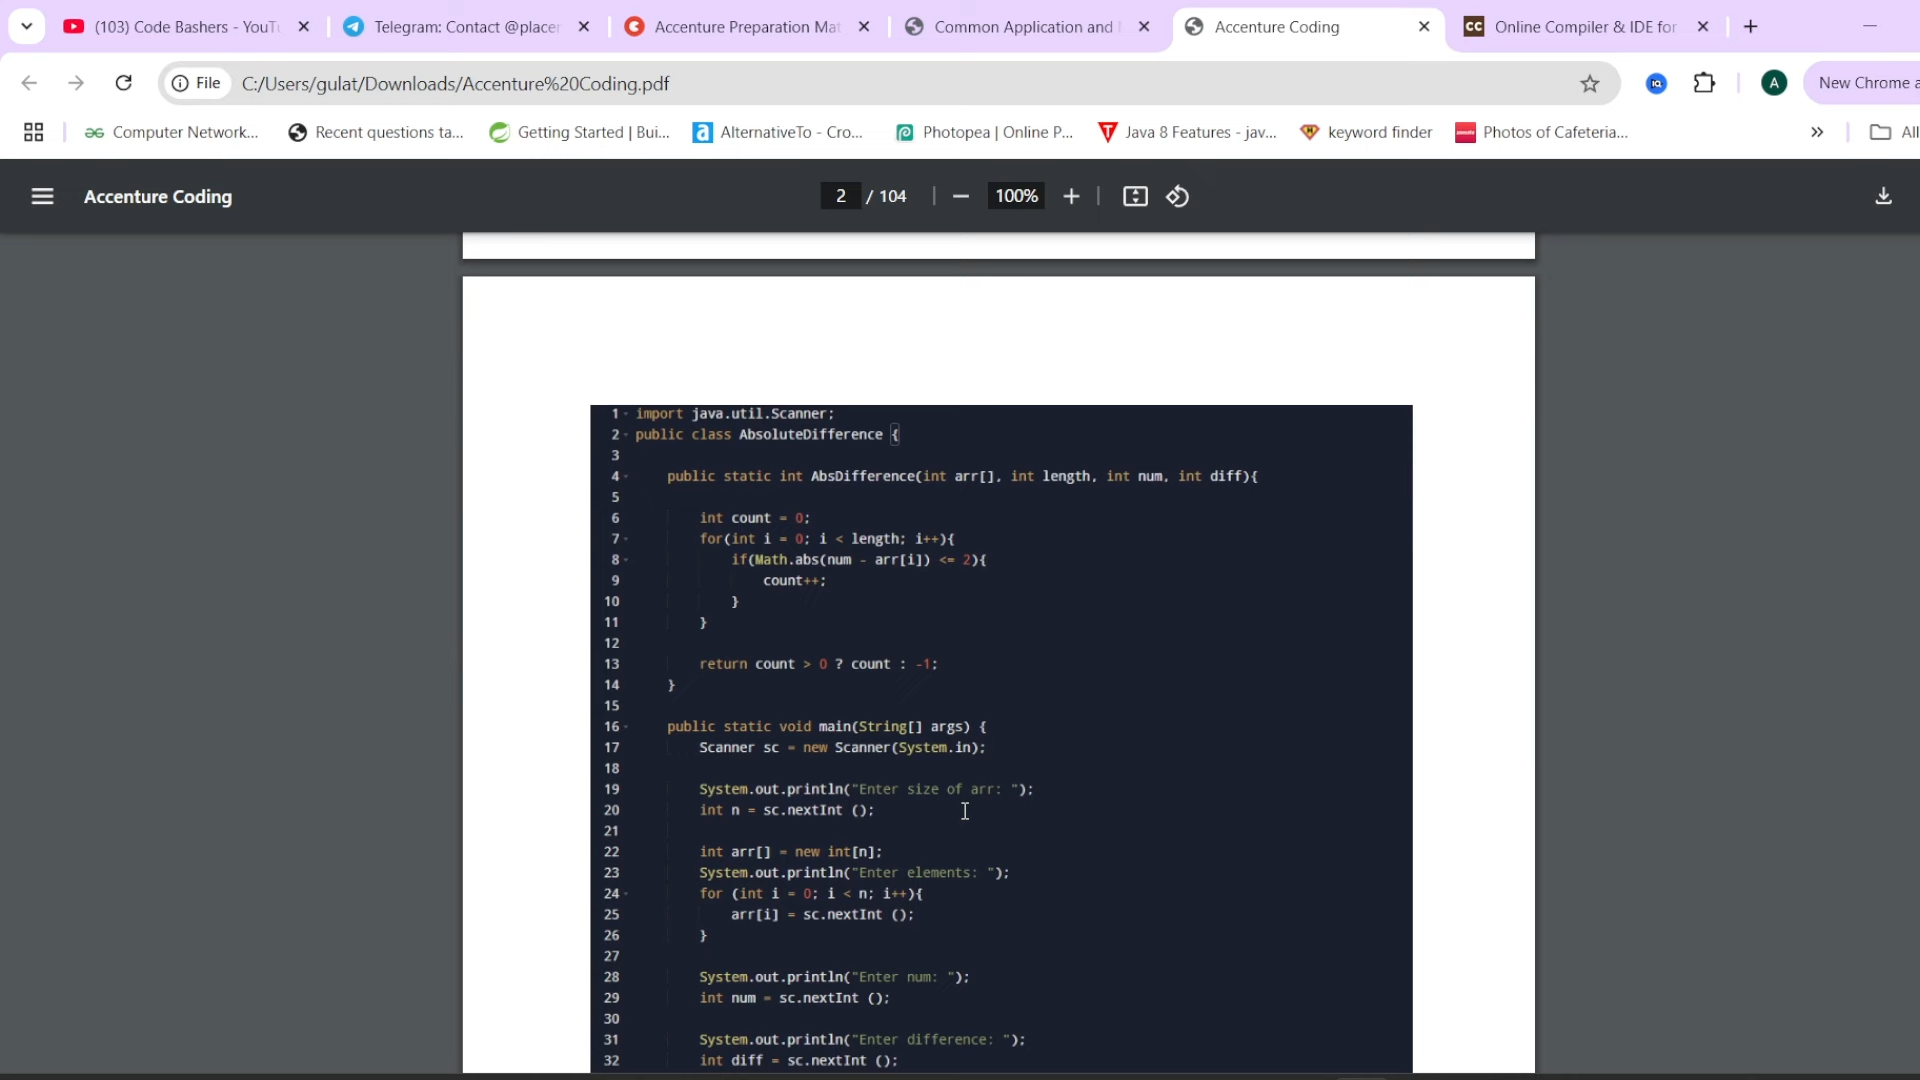 (103) Code Bashers - YouTu
Telegram: Contact @placer
Accenture Preparation Mat
Common Application and
Accenture Coding
Online Compiler & IDE for
File
C:/Users/gulat/Downloads/Accenture%20Coding.pdf
A
New Chrome a
Computer Network...
Recent questions ta...
Getting Started | Bui...
AlternativeTo - Cro...
Photopea | Online P...
Java 8 Features - jav...
keyword finder
Photos of Cafeteria...
All
Accenture Coding
2 / 104
100%
1 import java.util.Scanner;
2 public class AbsoluteDifference {
3
4 public static int AbsDifference(int arr[], int length, int num, int diff){
5
6 int count = 0;
7 for(int i = 0; i < length; i++){
8 if(Math.abs(num - arr[i]) <= 2){
9 count++;
10 }
11 }
12
13 return count > 0 ? count : -1;
14 }
15
16 public static void main(String[] args) {
17 Scanner sc = new Scanner(System.in);
18
19 System.out.println("Enter size of arr: ");
20 int n = sc.nextInt ();
21
22 int arr[] = new int[n];
23 System.out.println("Enter elements: ");
24 for (int i = 0; i < n; i++){
25 arr[i] = sc.nextInt ();
26 }
27
28 System.out.println("Enter num: ");
29 int num = sc.nextInt ();
30
31 System.out.println("Enter difference: ");
32 int diff = sc.nextInt ();